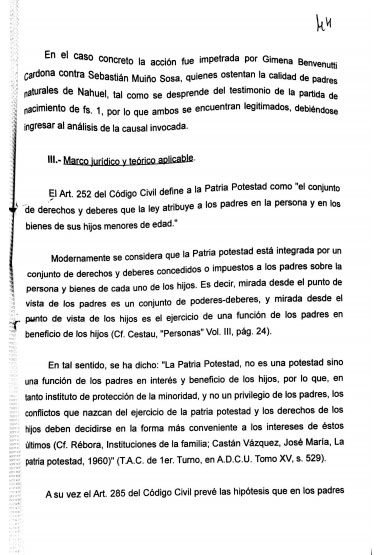 44
En el caso concreto la acción fue impetrada por Gimena Benvenutti
Cardona contra Sebastián Muiño Sosa, quienes ostentan la calidad de padres
naturales de Nahuel, tal como se desprende del testimonio de la partida de
nacimiento de fs. 1, por lo que ambos se encuentran legitimados, debiéndose
ingresar al análisis de la causal invocada.
III.- Marco jurídico y teórico aplicable.
El Art. 252 del Código Civil define a la Patria Potestad como "el conjunto
de derechos y deberes que la ley atribuye a los padres en la persona y en los
bienes de sus hijos menores de edad."
Modernamente se considera que la Patria potestad está integrada por un
conjunto de derechos y deberes concedidos o impuestos a los padres sobre la
persona y bienes de cada uno de los hijos. Es decir, mirada desde el punto de
vista de los padres es un conjunto de poderes-deberes, y mirada desde el
punto de vista de los hijos es el ejercicio de una función de los padres en
beneficio de los hijos (Cf. Cestau, "Personas" Vol. III, pág. 24).
En tal sentido, se ha dicho: "La Patria Potestad, no es una potestad sino
una función de los padres en interés y beneficio de los hijos, por lo que, en
tanto instituto de protección de la minoridad, y no un privilegio de los padres, los
conflictos que nazcan del ejercicio de la patria potestad y los derechos de los
hijos deben decidirse en la forma más conveniente a los intereses de éstos
últimos (Cf. Rébora, Instituciones de la familia; Castán Vázquez, José María, La
patria potestad, 1960)" (T.A.C. de 1er. Turno, en A.D.C.U. Tomo XV, s. 529).
A su vez el Art. 285 del Código Civil prevé las hipótesis que en los padres